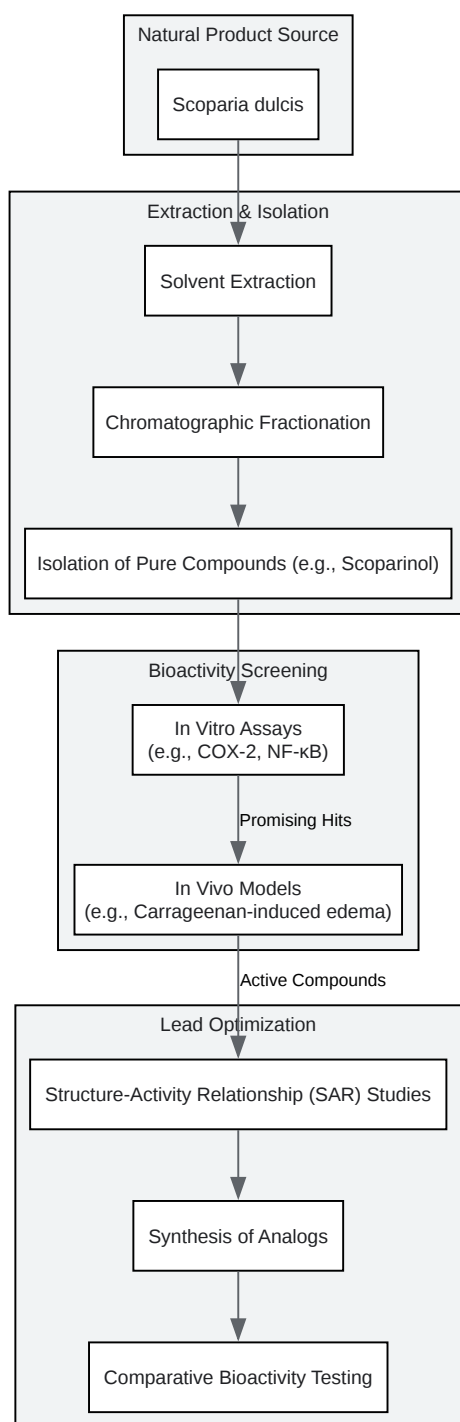 Natural Product Source
Scoparia dulcis
Extraction & Isolation
Solvent Extraction
Chromatographic Fractionation
Isolation of Pure Compounds (e.g., Scoparinol)
Bioactivity Screening
In Vitro Assays
(e.g., COX-2, NF-κB)
Promising Hits
In Vivo Models
(e.g., Carrageenan-induced edema)
Active Compounds
Lead Optimization
Structure-Activity Relationship (SAR) Studies
Synthesis of Analogs
Comparative Bioactivity Testing